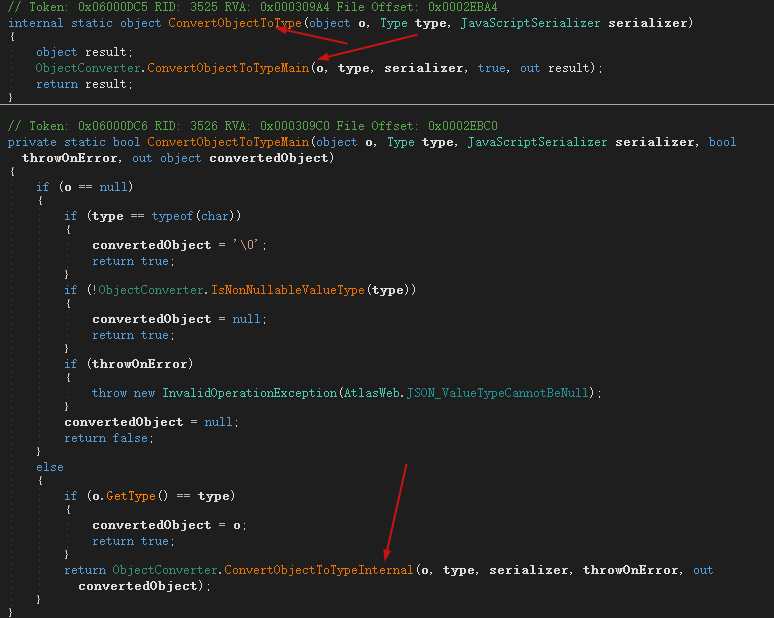 // Token: 0x06000DC5 RID: 3525 RVA: 0x000309A4 File Offset: 0x0002EBA4
internal static object ConvertObjectToType(object o, Type type, JavaScriptSerializer serializer)
{
object result;
ObjectConverter.ConvertObjectToTypeMain(o, type, serializer, true, out result);
return result;
}
// Token: 0x06000DC6 RID: 3526 RVA: 0x000309C0 File Offset: 0x0002EBC0
private static bool ConvertObjectToTypeMain(object o, Type type, JavaScriptSerializer serializer, bool
throwOnError, out object convertedObject)
{
if (o == null)
{
if (type == typeof(char))
{
convertedObject = '\0';
return true;
}
if (!ObjectConverter.IsNonNullableValueType(type))
{
convertedObject = null;
return true;
}
if (throwOnError)
{
throw new InvalidOperationException(AtlasWeb.JSON_ValueTypeCannotBeNull);
}
convertedObject = null;
return false;
}
else
{
if (o.GetType() == type)
{
convertedObject = o;
return true;
}
return ObjectConverter.ConvertObjectToTypeInternal(o, type, serializer, throwOnError, out
convertedObject);
}
}